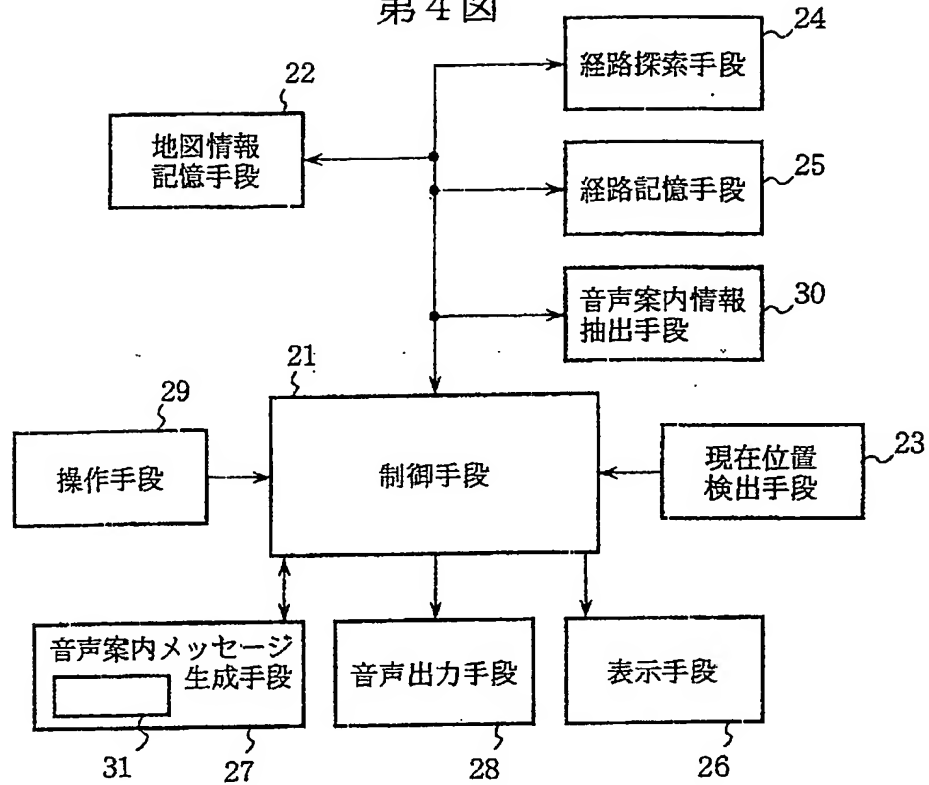 第4図
24
経路探索手段
22
地図情報
記憶手段
25
経路記憶手段
30
音声案内情報
抽出手段
21
29
操作手段
制御手段
23
現在位置
検出手段
音声案内メッセージ
生成手段
音声出力手段
表示手段
31
27
28
26